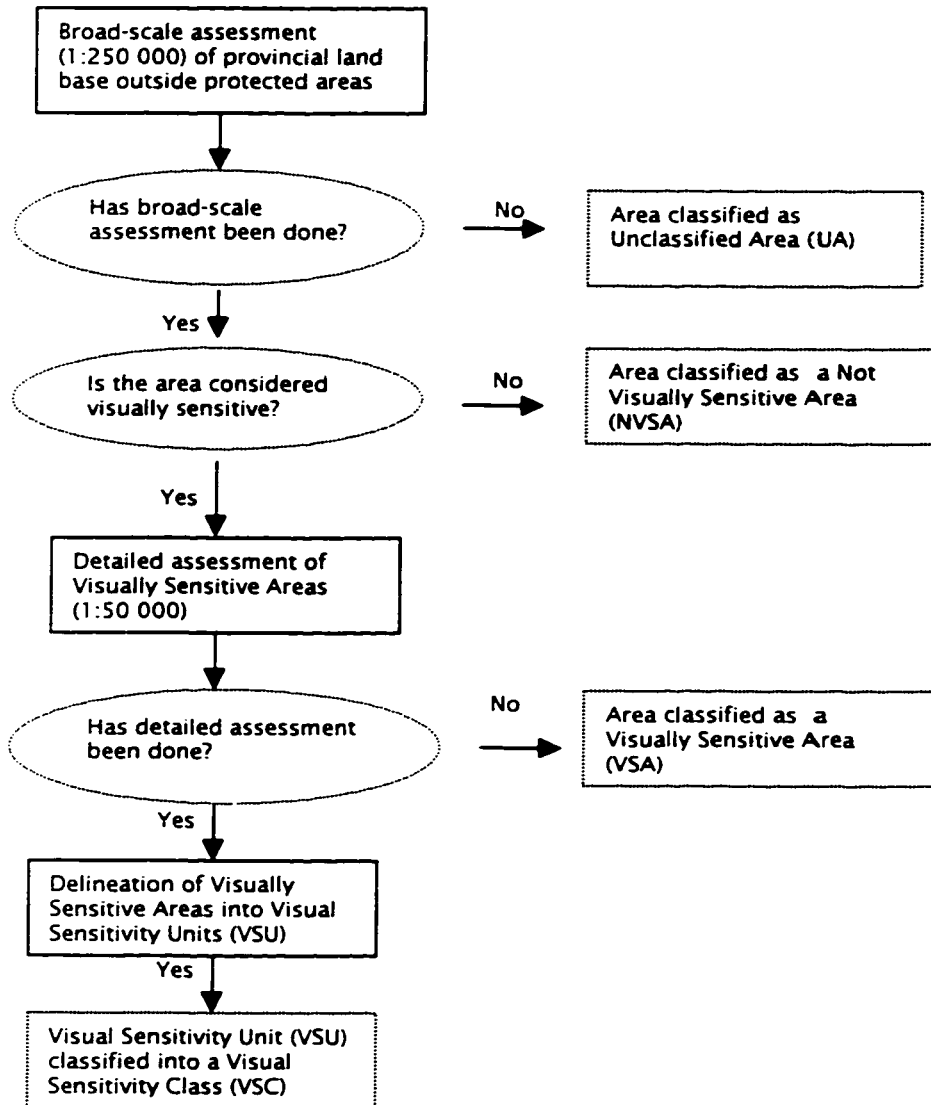 Broad-scale assessment
(1:250 000) of provincial land
base outside protected areas
Has broad-scale
assessment been done?
No
Area classified as
Unclassified Area (UA)
Yes
Is the area considered
visually sensitive?
No
Area classified as a Not
Visually Sensitive Area
(NVSA)
Yes
Detailed assessment of
Visually Sensitive Areas
(1:50 000)
Has detailed assessment
been done?
No
Area classified as a
Visually Sensitive Area
(VSA)
Yes
Delineation of Visually
Sensitive Areas into Visual
Sensitivity Units (VSU)
Yes
Visual Sensitivity Unit (VSU)
classified into a Visual
Sensitivity Class (VSC)